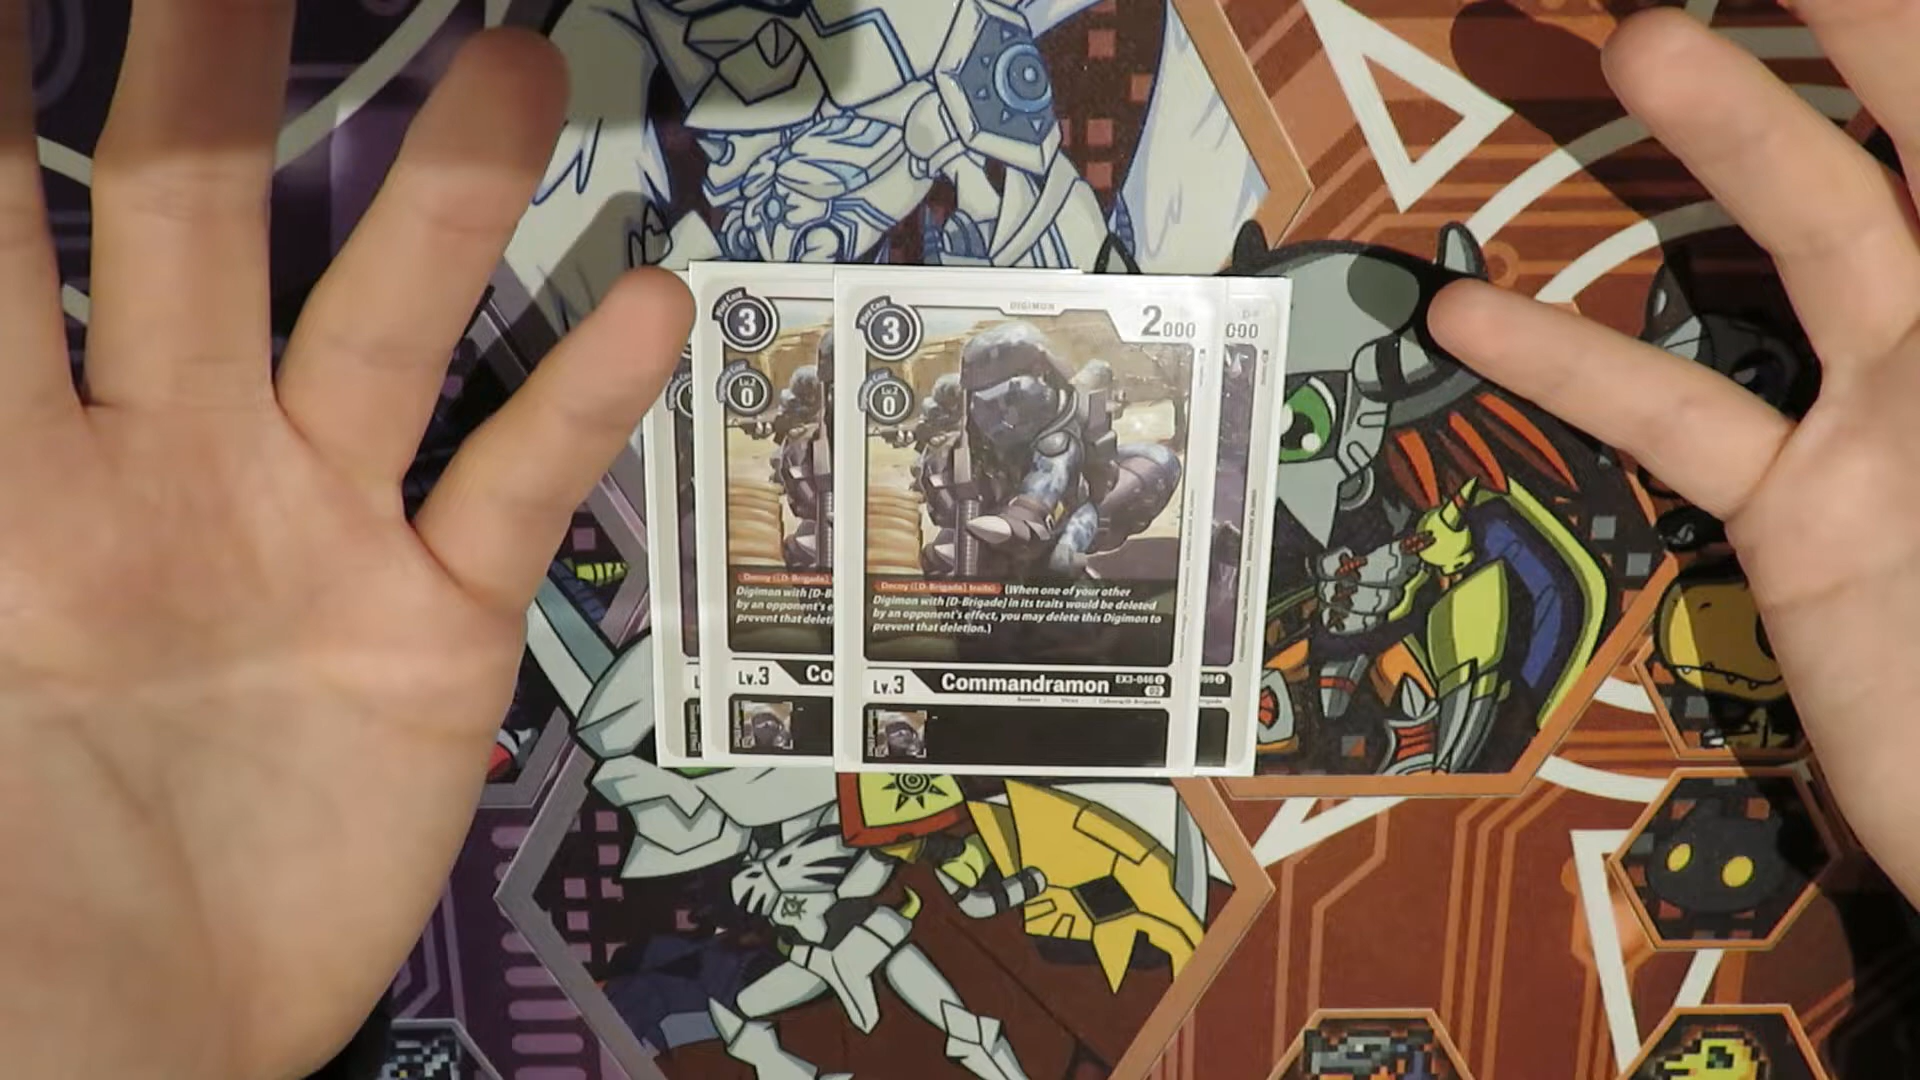 Play Cost
3
Lv.2
0
Decoy ([D-Brigade]
Digimon with [D-B
by an opponent's e
prevent that deleti
Lv.3
Co
Play Cost
3
DIGIMON
2000
Lv.2
0
Decoy ([D-Brigade] traits) (When one of your other
Digimon with [D-Brigade] in its traits would be deleted
by an opponent's effect, you may delete this Digimon to
prevent that deletion.)
Lv.3
Commandramon
EX3-046 C
02
000